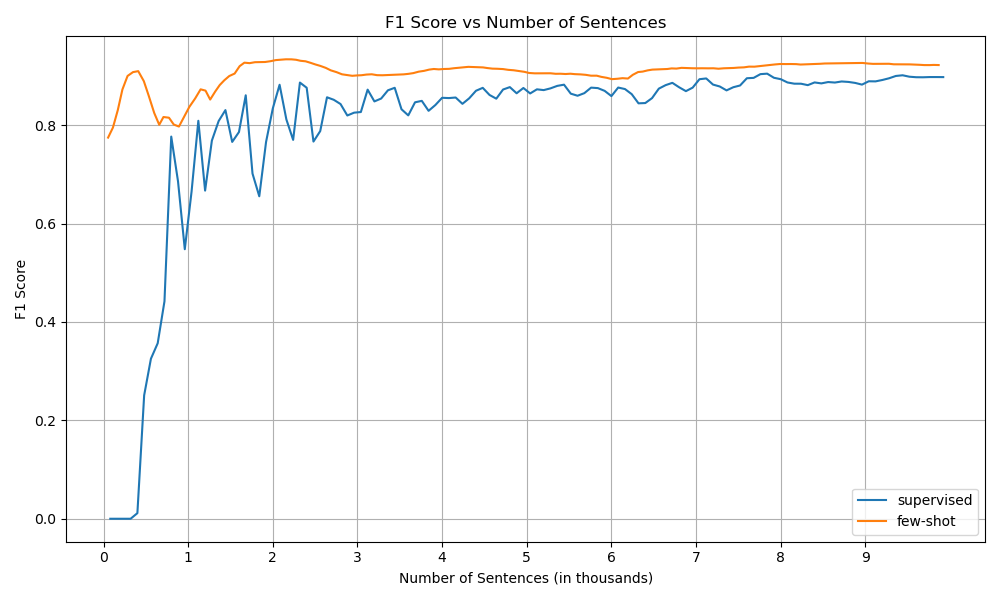 F1 Score vs Number of Sentences
F1 Score
0.8
0.6
0.4
0.2
0.0
0 1 2 3 4 5 6 7 8 9
Number of Sentences (in thousands)
supervised
few-shot